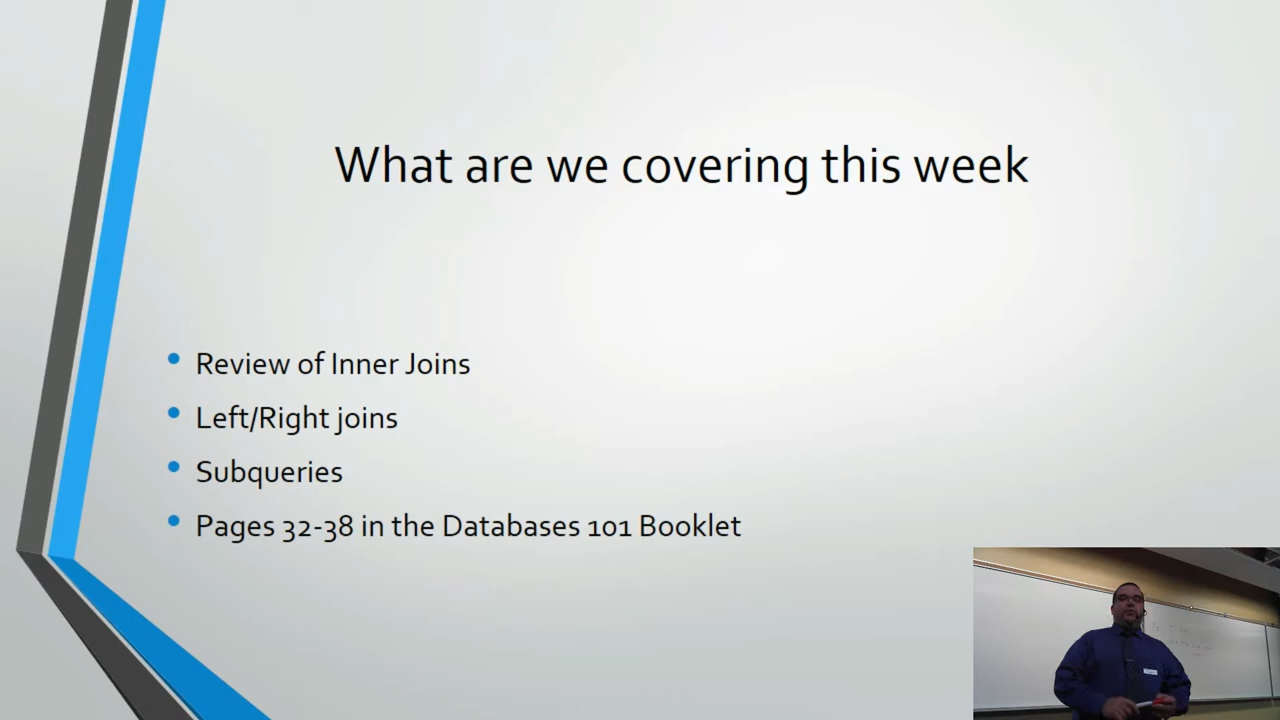 What are we covering this week
Review of Inner Joins
Left/Right joins
Subqueries
Pages 32-38 in the Databases 101 Booklet